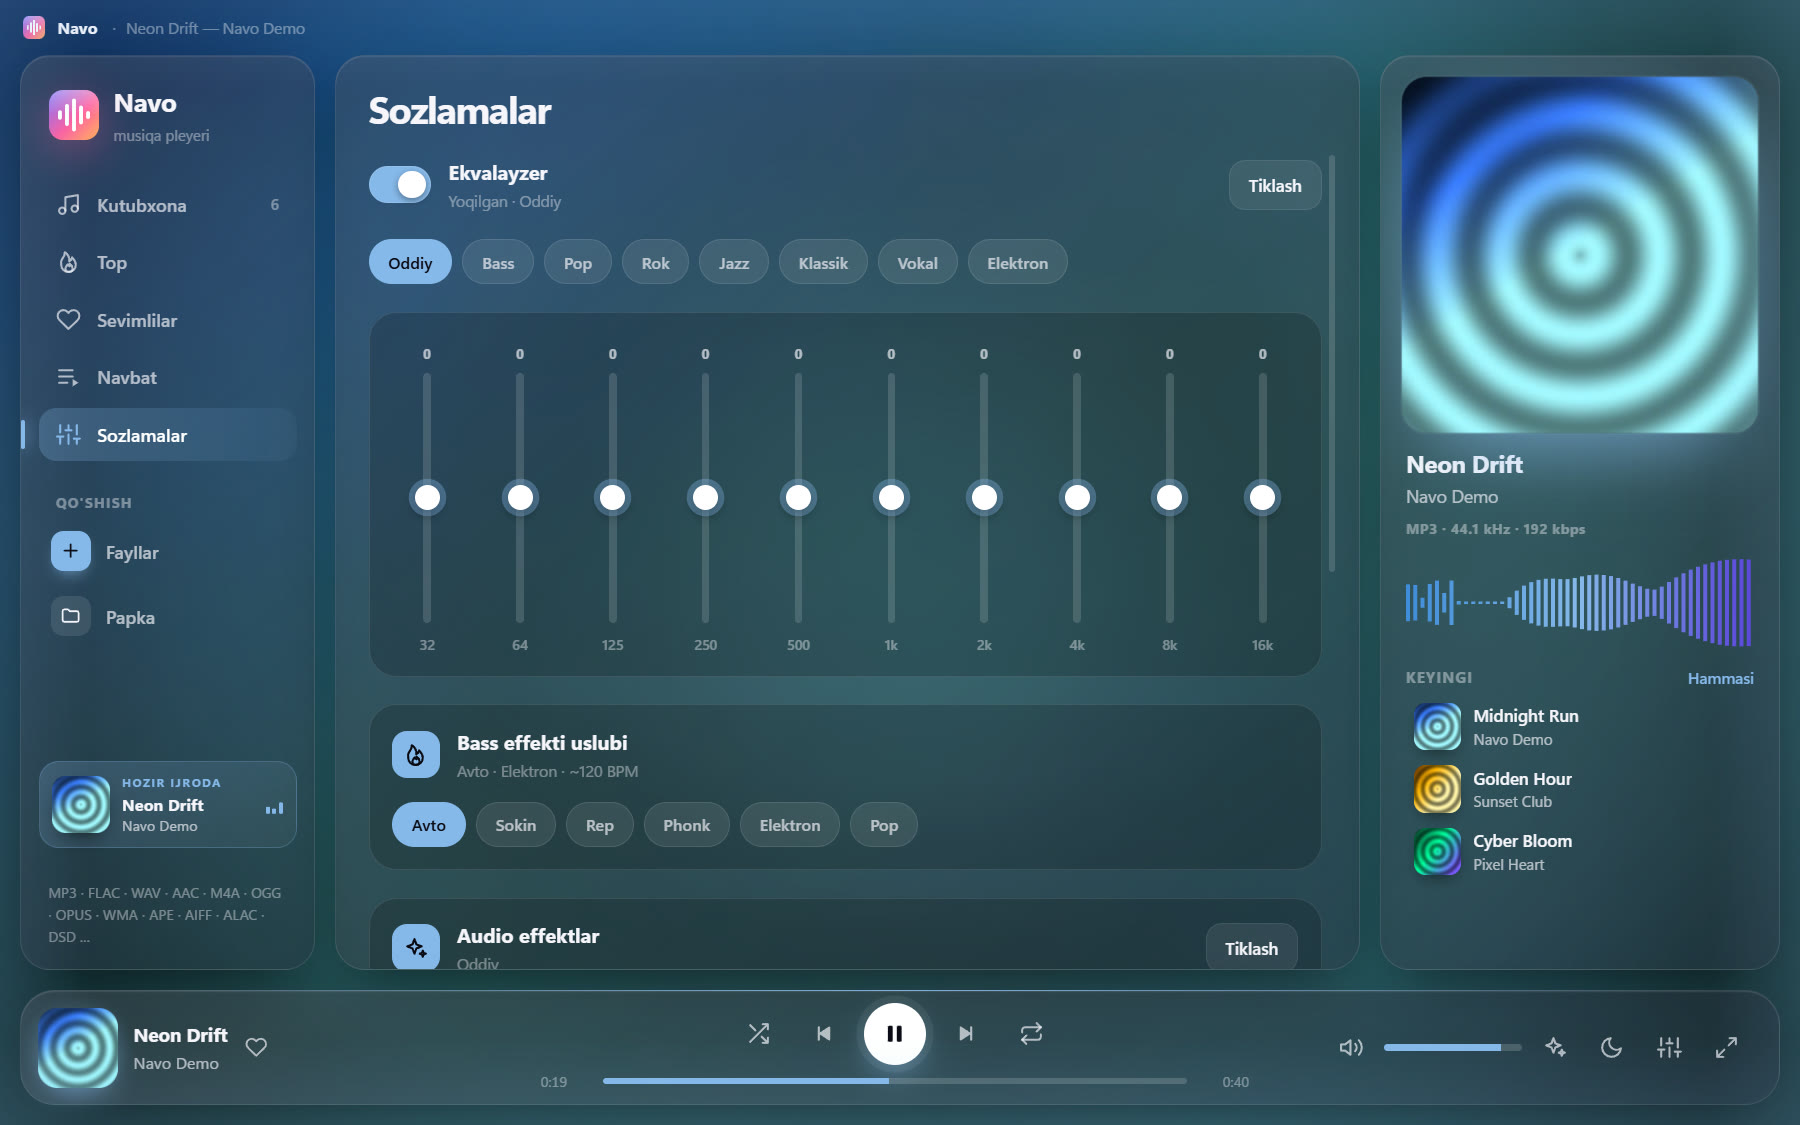 Navo · Neon Drift — Navo Demo
Navo
musiqa pleyeri
Kutubxona 6
Top
Sevimlilar
Navbat
Sozlamalar
QO'SHISH
Fayllar
Papka
HOZIR IJRODA
Neon Drift
Navo Demo
MP3 · FLAC · WAV · AAC · M4A · OGG
· OPUS · WMA · APE · AIFF · ALAC ·
DSD ...
Sozlamalar
Ekvalayzer
Yoqilgan · Oddiy
Tiklash
Oddiy Bass Pop Rok Jazz Klassik Vokal Elektron
0 0 0 0 0 0 0 0 0 0
32 64 125 250 500 1k 2k 4k 8k 16k
Bass effekti uslubi
Avto · Elektron · ~120 BPM
Avto Sokin Rep Phonk Elektron Pop
Audio effektlar
Oddiy
Tiklash
Neon Drift
Navo Demo
MP3 · 44.1 kHz · 192 kbps
KEYINGI Hammasi
Midnight Run
Navo Demo
Golden Hour
Sunset Club
Cyber Bloom
Pixel Heart
Neon Drift
Navo Demo
0:19 0:40